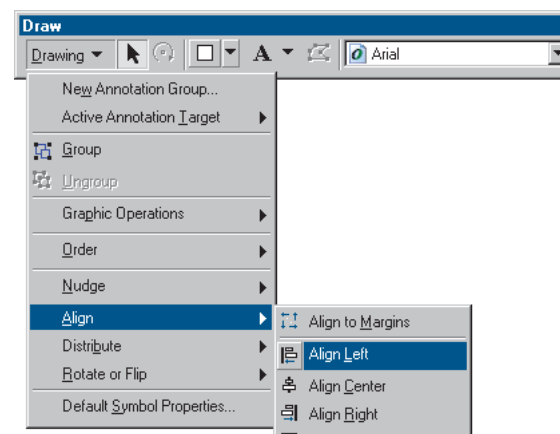 Draw
Drawing A Arial
New Annotation Group...
Active Annotation Target
Group
Ungroup
Graphic Operations
Order
Nudge
Align
Align to Margins
Distribute
Align Left
Rotate or Flip
Align Center
Default Symbol Properties...
Align Right